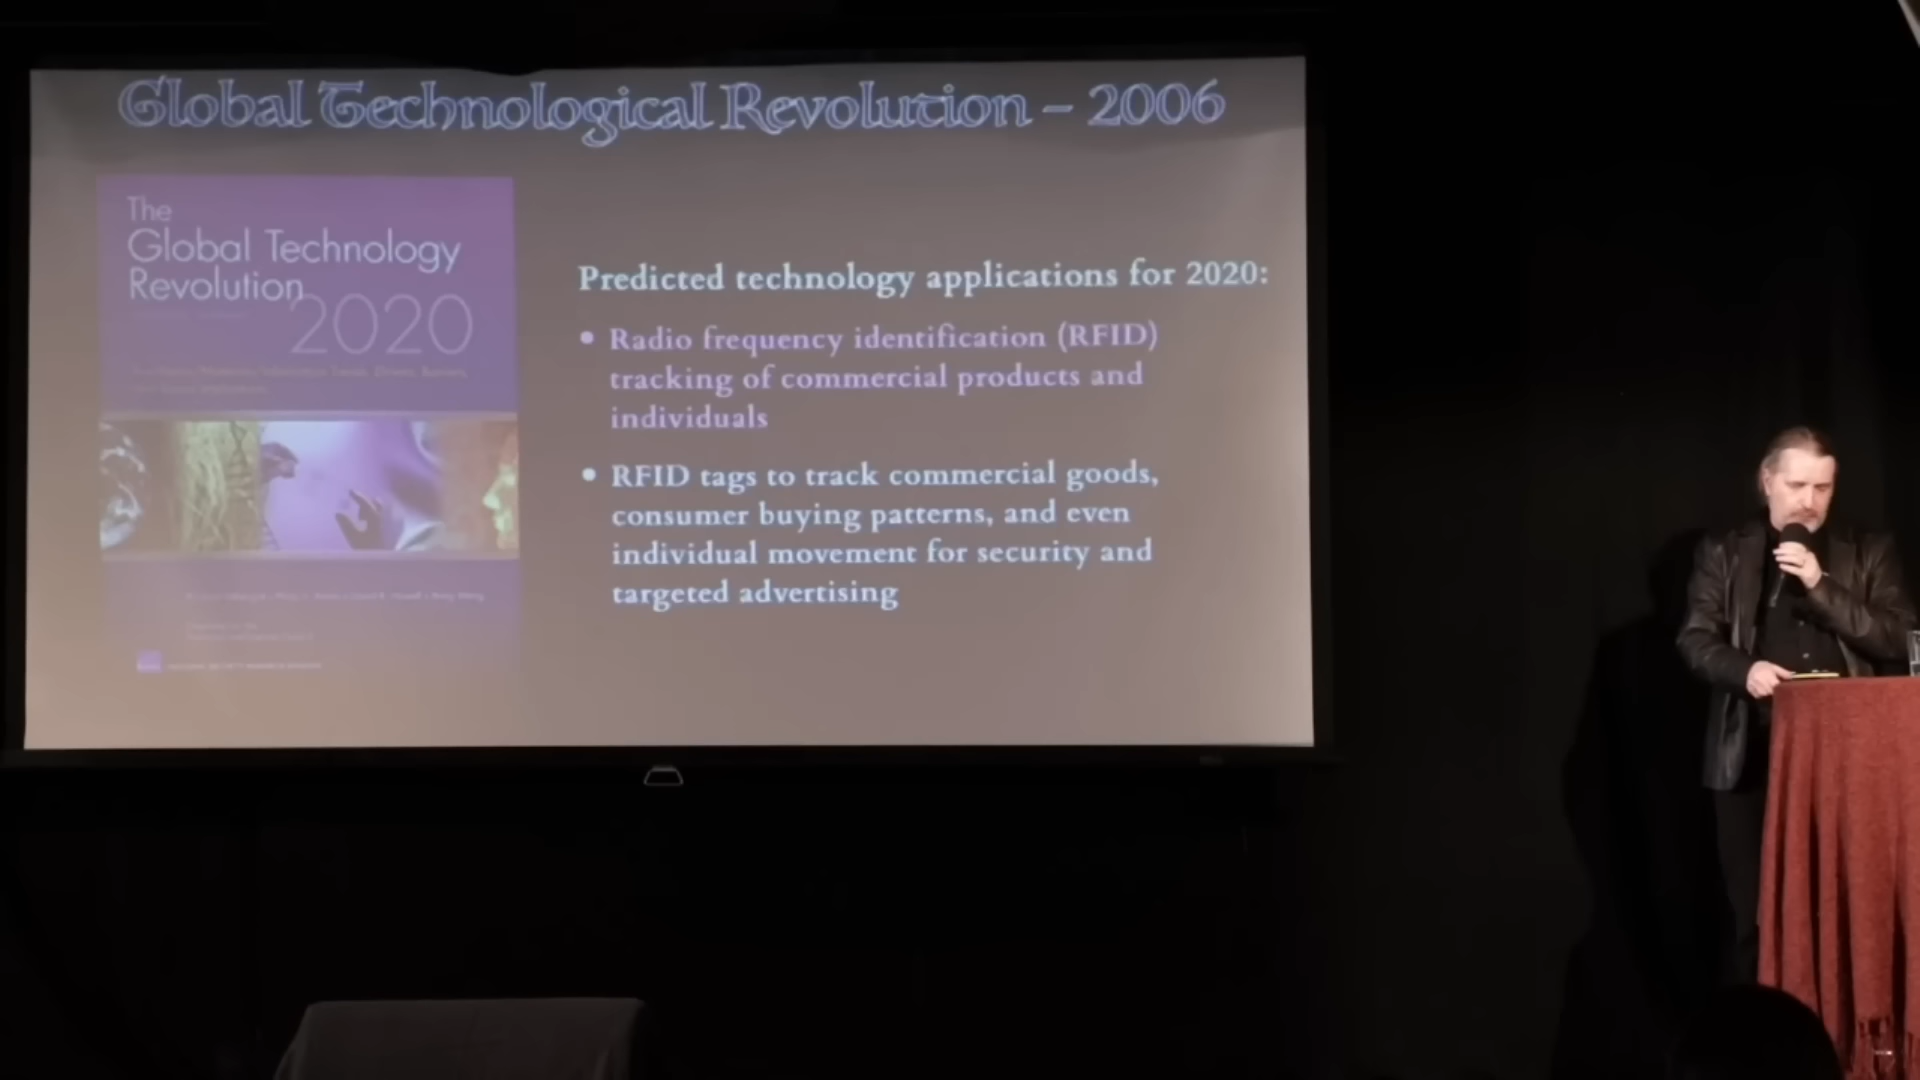 Global Technological Revolution – 2006
The
Global Technology
Revolution
2020
Predicted technology applications for 2020:
• Radio frequency identification (RFID)
tracking of commercial products and
individuals
• RFID tags to track commercial goods,
consumer buying patterns, and even
individual movement for security and
targeted advertising